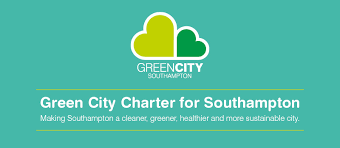 GREENCITY
SOUTHAMPTON
Green City Charter for Southampton
Making Southampton a cleaner, greener, healthier and more sustainable city.